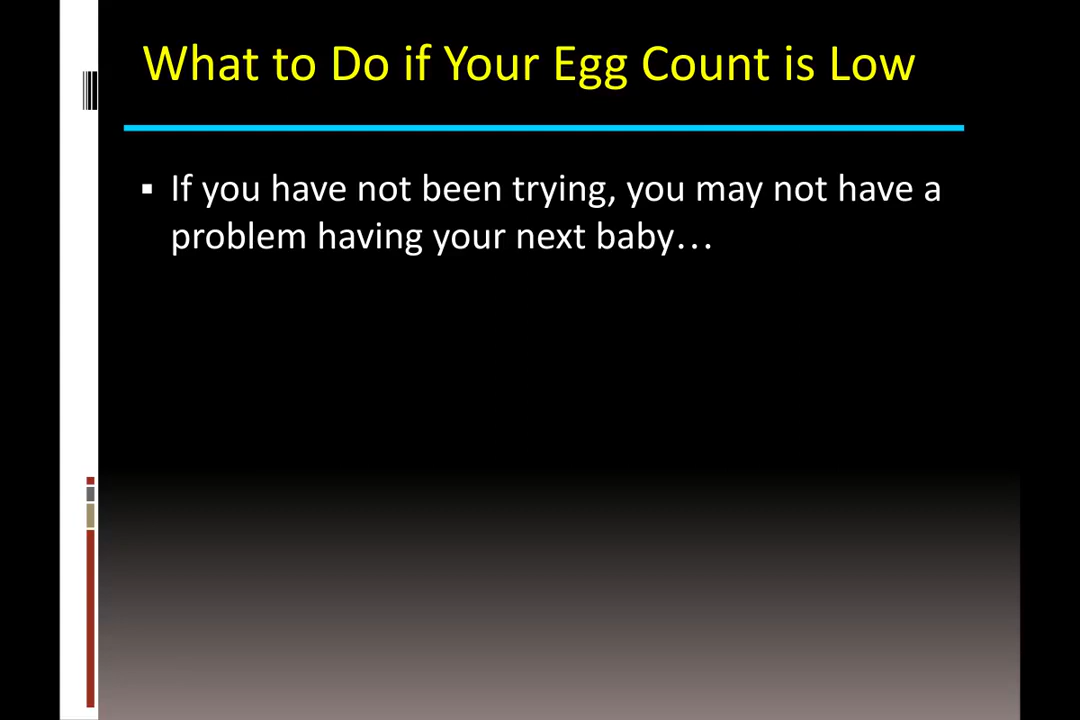 What to Do if Your Egg Count is Low
▪ If you have not been trying, you may not have a
problem having your next baby…